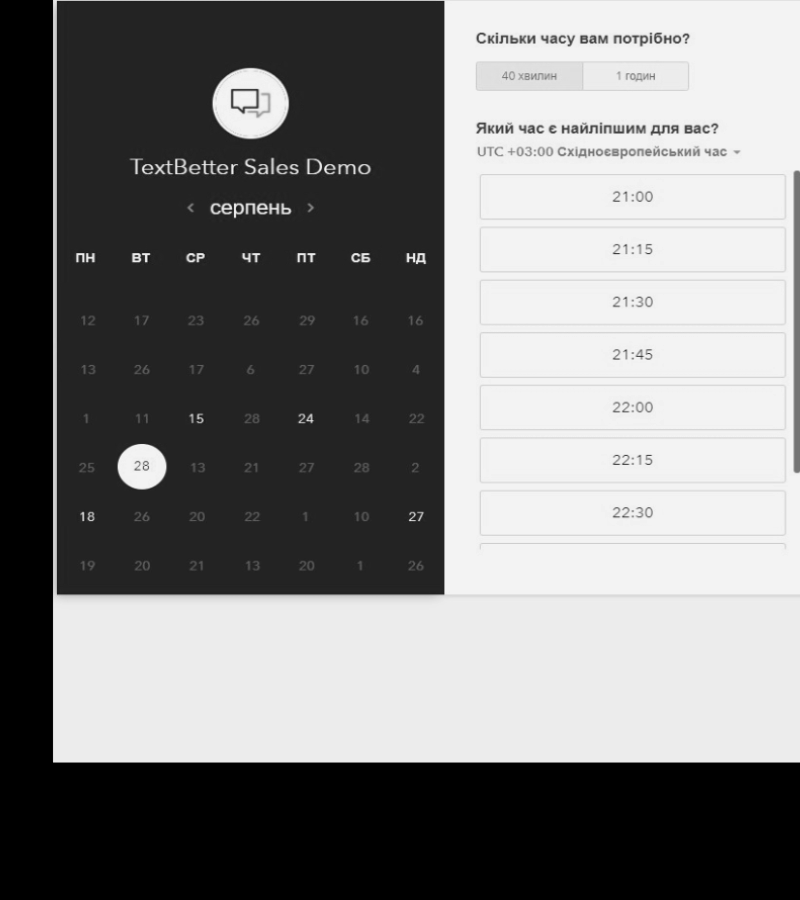 TextBetter Sales Demo
< серпень >
ПН ВТ СР ЧТ ПТ СБ НД
12 17 23 26 29 16 16
13 26 17 6 27 10 4
1 11 15 28 24 14 22
25 28 13 21 27 28 2
18 26 20 22 1 10 27
19 20 21 13 20 1 26
Скільки часу вам потрібно?
40 хвилин 1 годин
Який час є найліпшим для вас?
UTC +03:00 Східноєвропейський час
21:00
21:15
21:30
21:45
22:00
22:15
22:30